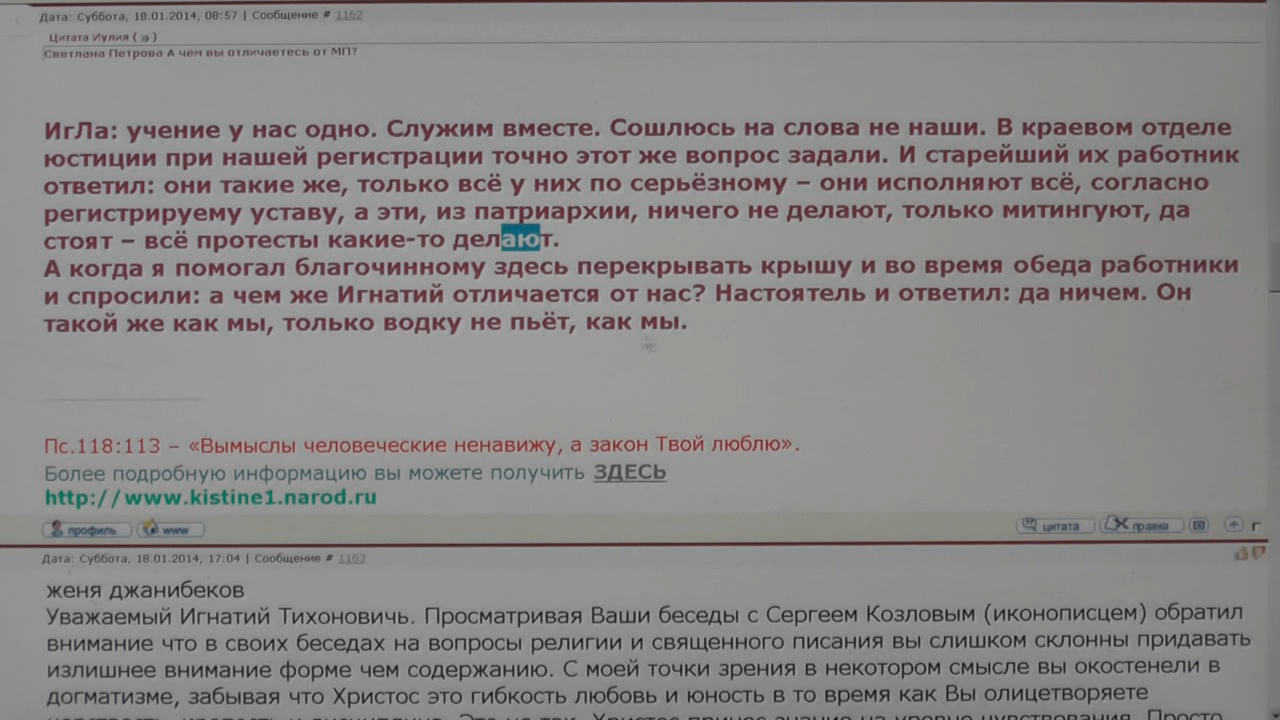 Дата: Суббота, 18.01.2014, 08:57 | Сообщение # 1162
Цитата Иулия ( » )
Светлана Петрова А чем вы отличаетесь от МП?
ИгЛа: учение у нас одно. Служим вместе. Сошлюсь на слова не наши. В краевом отделе
юстиции при нашей регистрации точно этот же вопрос задали. И старейший их работник
ответил: они такие же, только всё у них по серьёзному – они исполняют всё, согласно
регистрируему уставу, а эти, из патриархии, ничего не делают, только митингуют, да
стоят – всё протесты какие-то делают.
А когда я помогал благочинному здесь перекрывать крышу и во время обеда работники
и спросили: а чем же Игнатий отличается от нас? Настоятель и ответил: да ничем. Он
такой же как мы, только водку не пьёт, как мы.
Пс.118:113 – «Вымыслы человеческие ненавижу, а закон Твой люблю».
Более подробную информацию вы можете получить ЗДЕСЬ
http://www.kistine1.narod.ru
профиль www цитата правка
Дата: Суббота, 18.01.2014, 17:04 | Сообщение # 1163
женя джанибеков
Уважаемый Игнатий Тихоновичь. Просматривая Ваши беседы с Сергеем Козловым (иконописцем) обратил
внимание что в своих беседах на вопросы религии и священного писания вы слишком склонны придавать
излишнее внимание форме чем содержанию. С моей точки зрения в некотором смысле вы окостенели в
догматизме, забывая что Христос это гибкость любовь и юность в то время как Вы олицетворяете